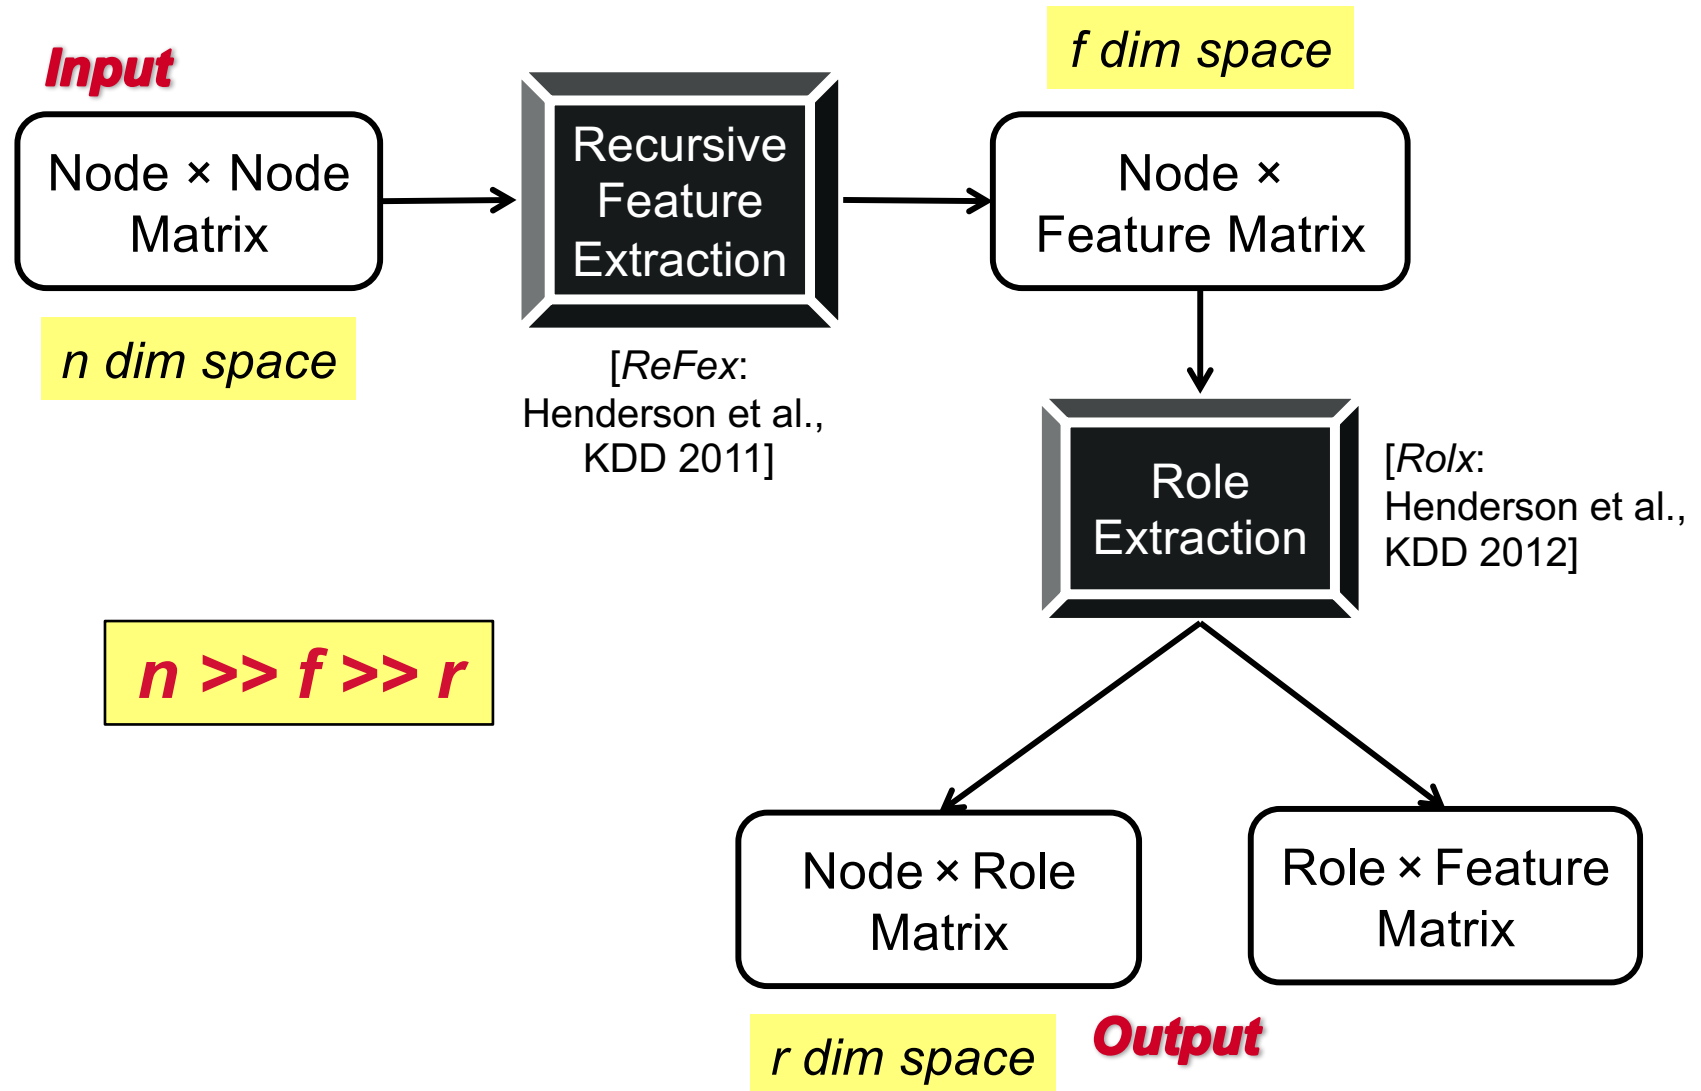 Input
Node × Node
Matrix
n dim space
Recursive
Feature
Extraction
[ReFex:
Henderson et al.,
KDD 2011]
f dim space
Node ×
Feature Matrix
Role
Extraction
[Rolx:
Henderson et al.,
KDD 2012]
n >> f >> r
Node × Role
Matrix
Role × Feature
Matrix
r dim space
Output